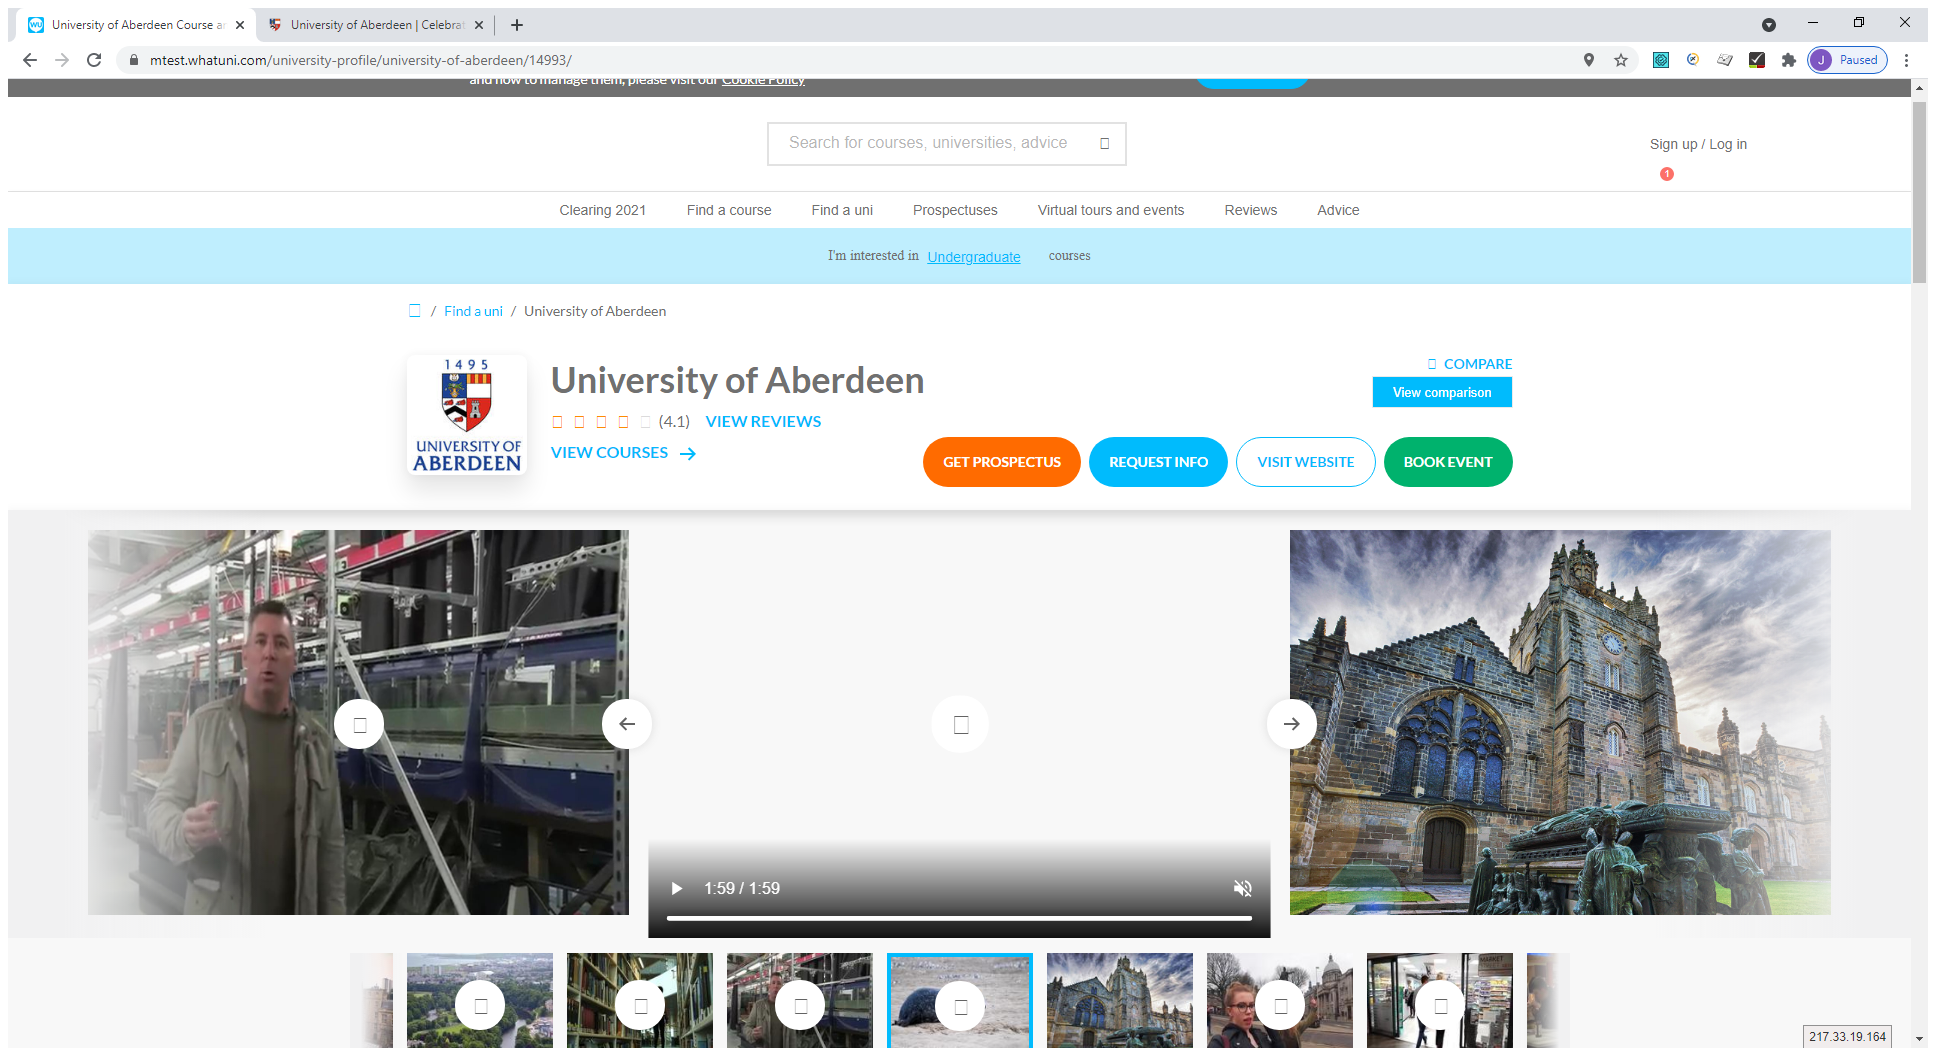 University of Aberdeen Course a
University of Aberdeen | Celebrat
mtest.whatuni.com/university-profile/university-of-aberdeen/14993/
J Paused
and how to manage them, please visit our Cookie Policy
Search for courses, universities, advice
Sign up / Log in
1
Clearing 2021 Find a course Find a uni Prospectuses Virtual tours and events Reviews Advice
I'm interested in Undergraduate courses
/ Find a uni / University of Aberdeen
1495
UNIVERSITY OF
ABERDEEN
University of Aberdeen
(4.1) VIEW REVIEWS
VIEW COURSES
COMPARE
View comparison
GET PROSPECTUS REQUEST INFO VISIT WEBSITE BOOK EVENT
1:59 / 1:59
MARKET
217.33.19.164